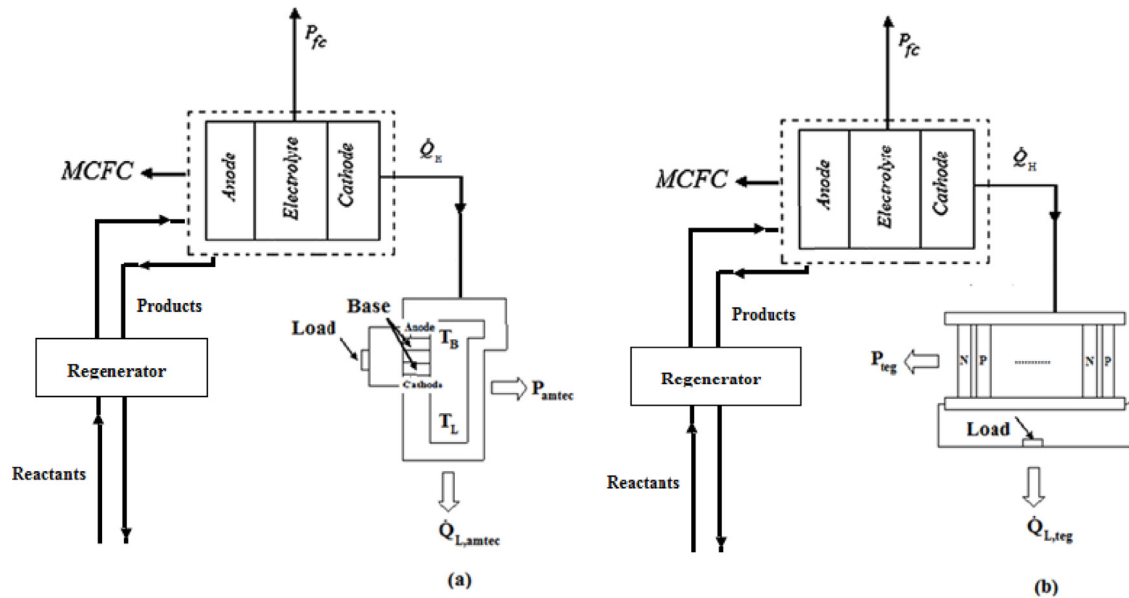 P_fc
Anode
Electrolyte
Cathode
Q̇_E
MCFC
Products
Base
Load
Anode
T_B
Regenerator
Cathode
P_amtec
T_L
Reactants
Q̇_L,amtec
(a)
P_fc
Anode
Electrolyte
Cathode
Q̇_H
MCFC
Products
N
P
..........
N
P
P_teg
Regenerator
Load
Reactants
Q̇_L,teg
(b)